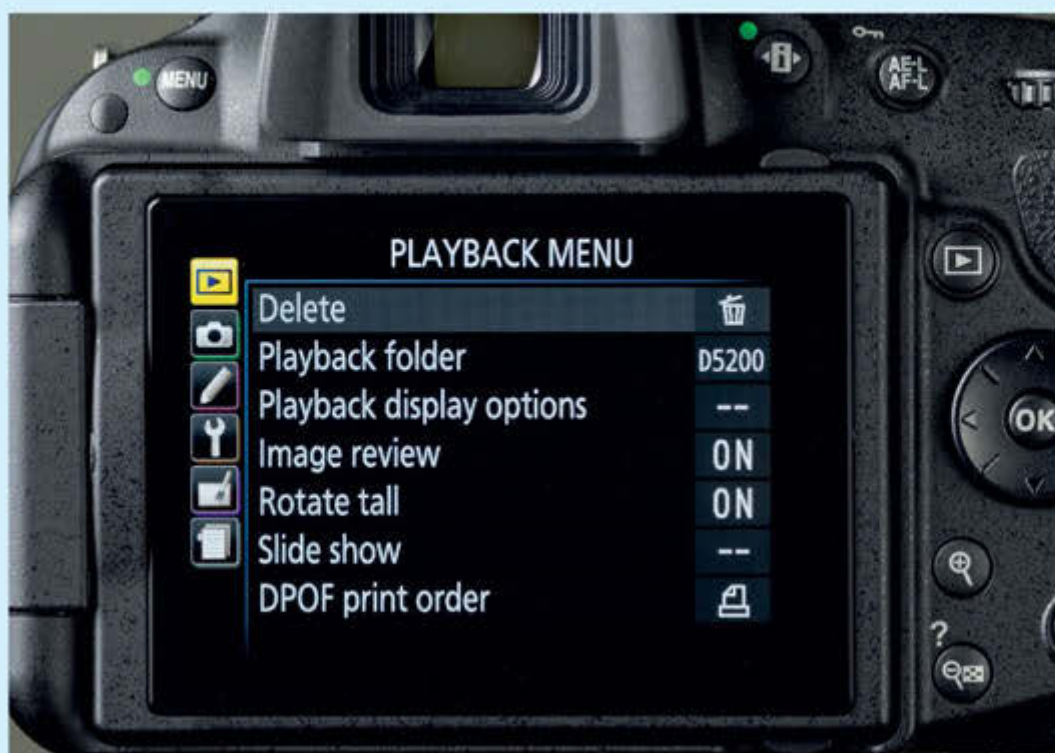 MENU
i
AE-L
AF-L
PLAYBACK MENU
Delete
Playback folder D5200
Playback display options --
Image review ON
Rotate tall ON
Slide show --
DPOF print order
OK
?